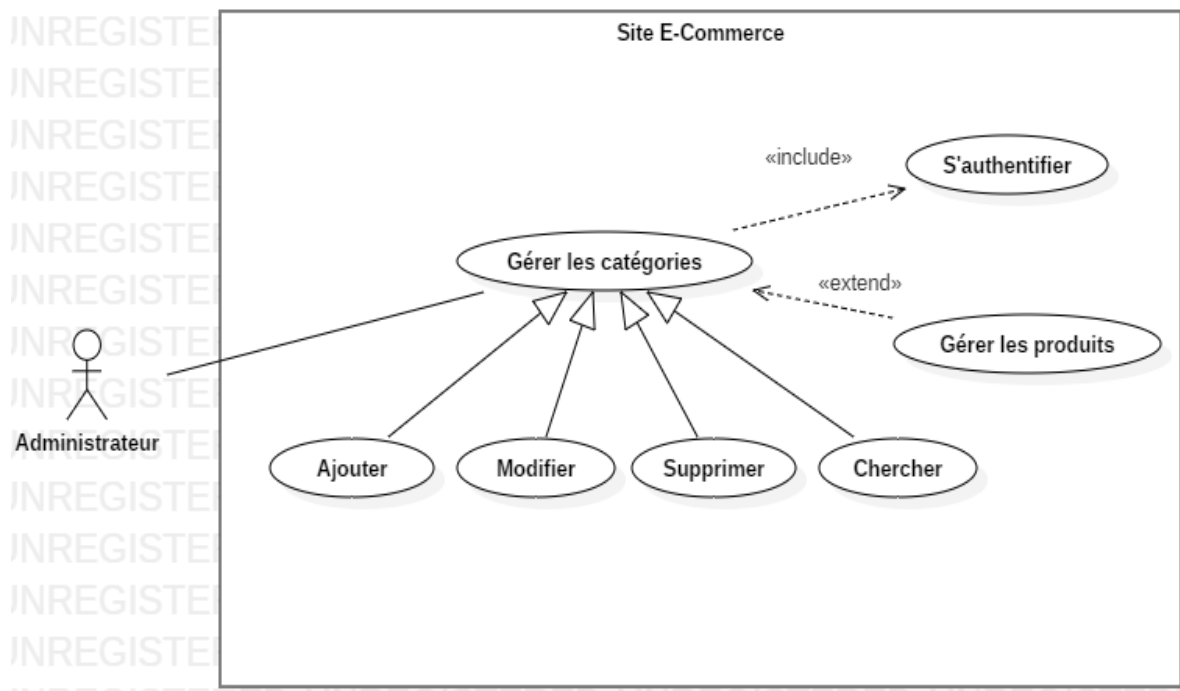 Site E-Commerce
«include»
S'authentifier
Gérer les catégories
«extend»
Gérer les produits
Administrateur
Ajouter
Modifier
Supprimer
Chercher